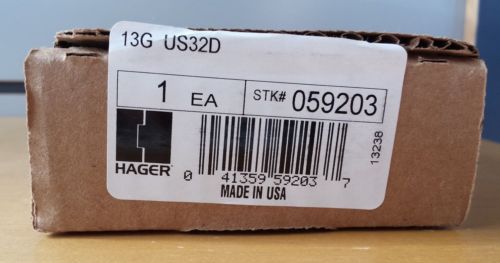 13G US32D
1 EA
STK# 059203
HAGER®
0 41359 59203 7
13238
MADE IN USA